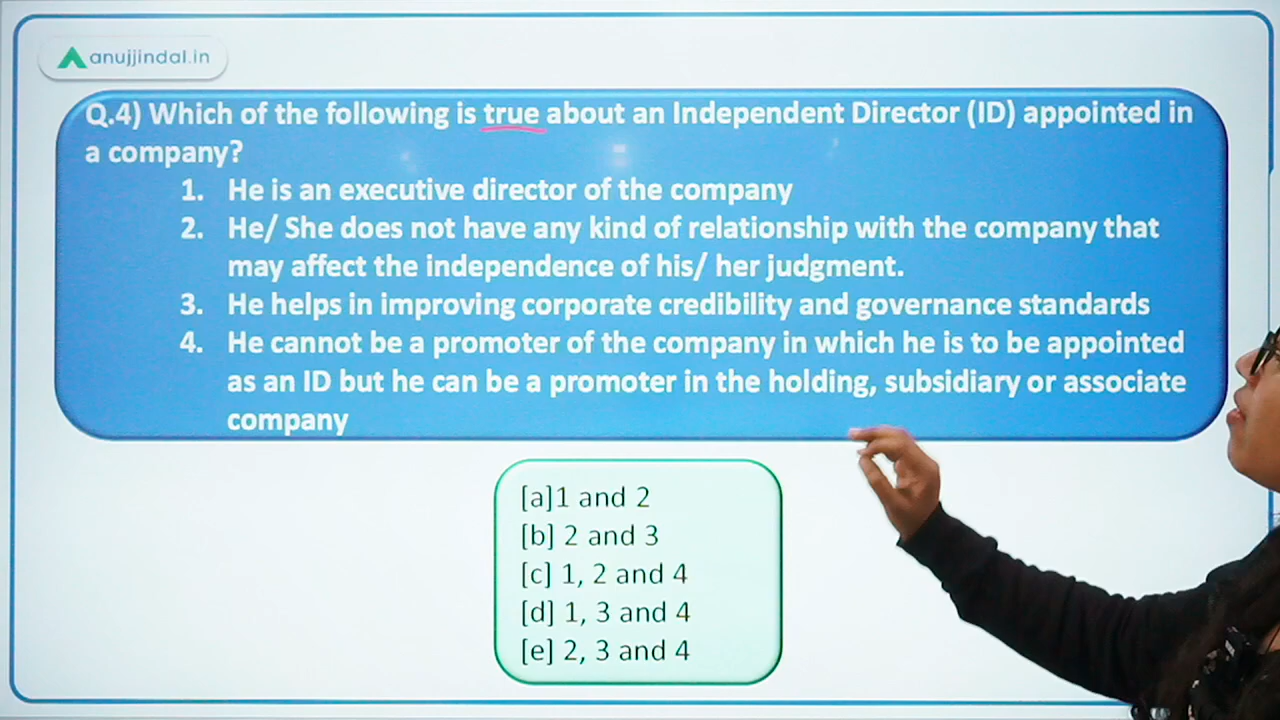 anujjindal.in
Q.4) Which of the following is true about an Independent Director (ID) appointed in
a company?
1. He is an executive director of the company
2. He/ She does not have any kind of relationship with the company that
may affect the independence of his/ her judgment.
3. He helps in improving corporate credibility and governance standards
4. He cannot be a promoter of the company in which he is to be appointed
as an ID but he can be a promoter in the holding, subsidiary or associate
company
[a]1 and 2
[b] 2 and 3
[c] 1, 2 and 4
[d] 1, 3 and 4
[e] 2, 3 and 4